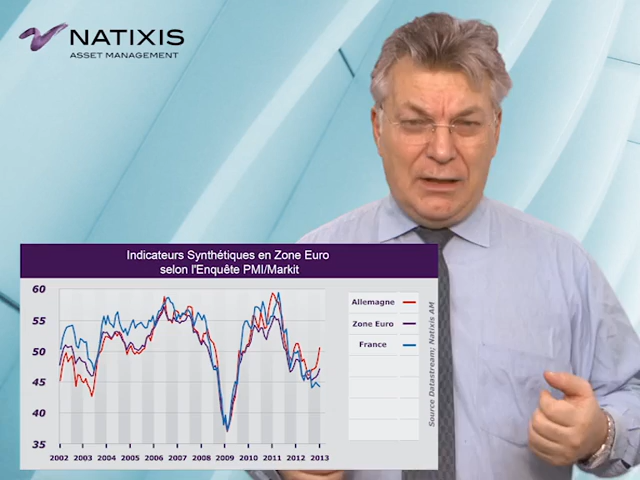 NATIXIS
ASSET MANAGEMENT
Indicateurs Synthétiques en Zone Euro
selon l'Enquête PMI/Markit
60
55
50
45
40
35
2002 2003 2004 2005 2006 2007 2008 2009 2010 2011 2012 2013
Allemagne
Zone Euro
France
Source Datastream; Natixis AM